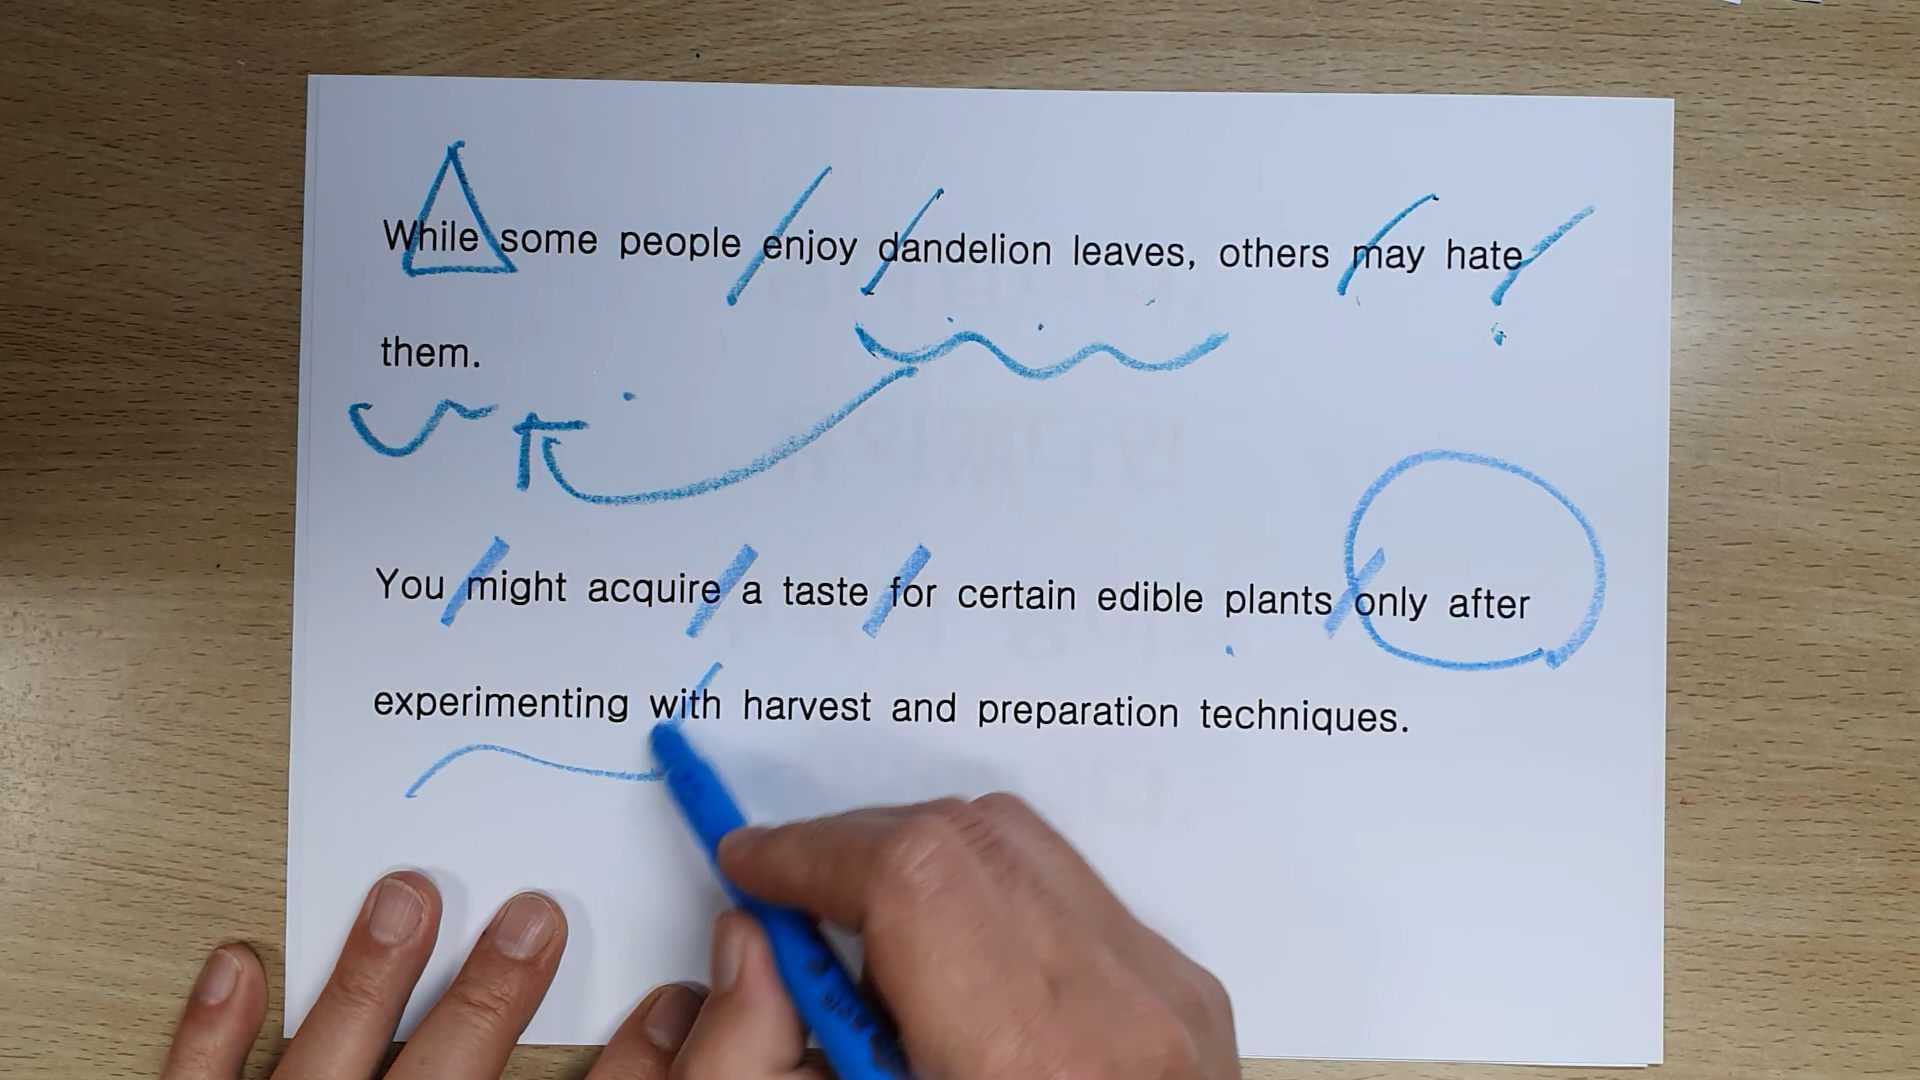 While some people enjoy dandelion leaves, others may hate
them.
You might acquire a taste for certain edible plants only after
experimenting with harvest and preparation techniques.